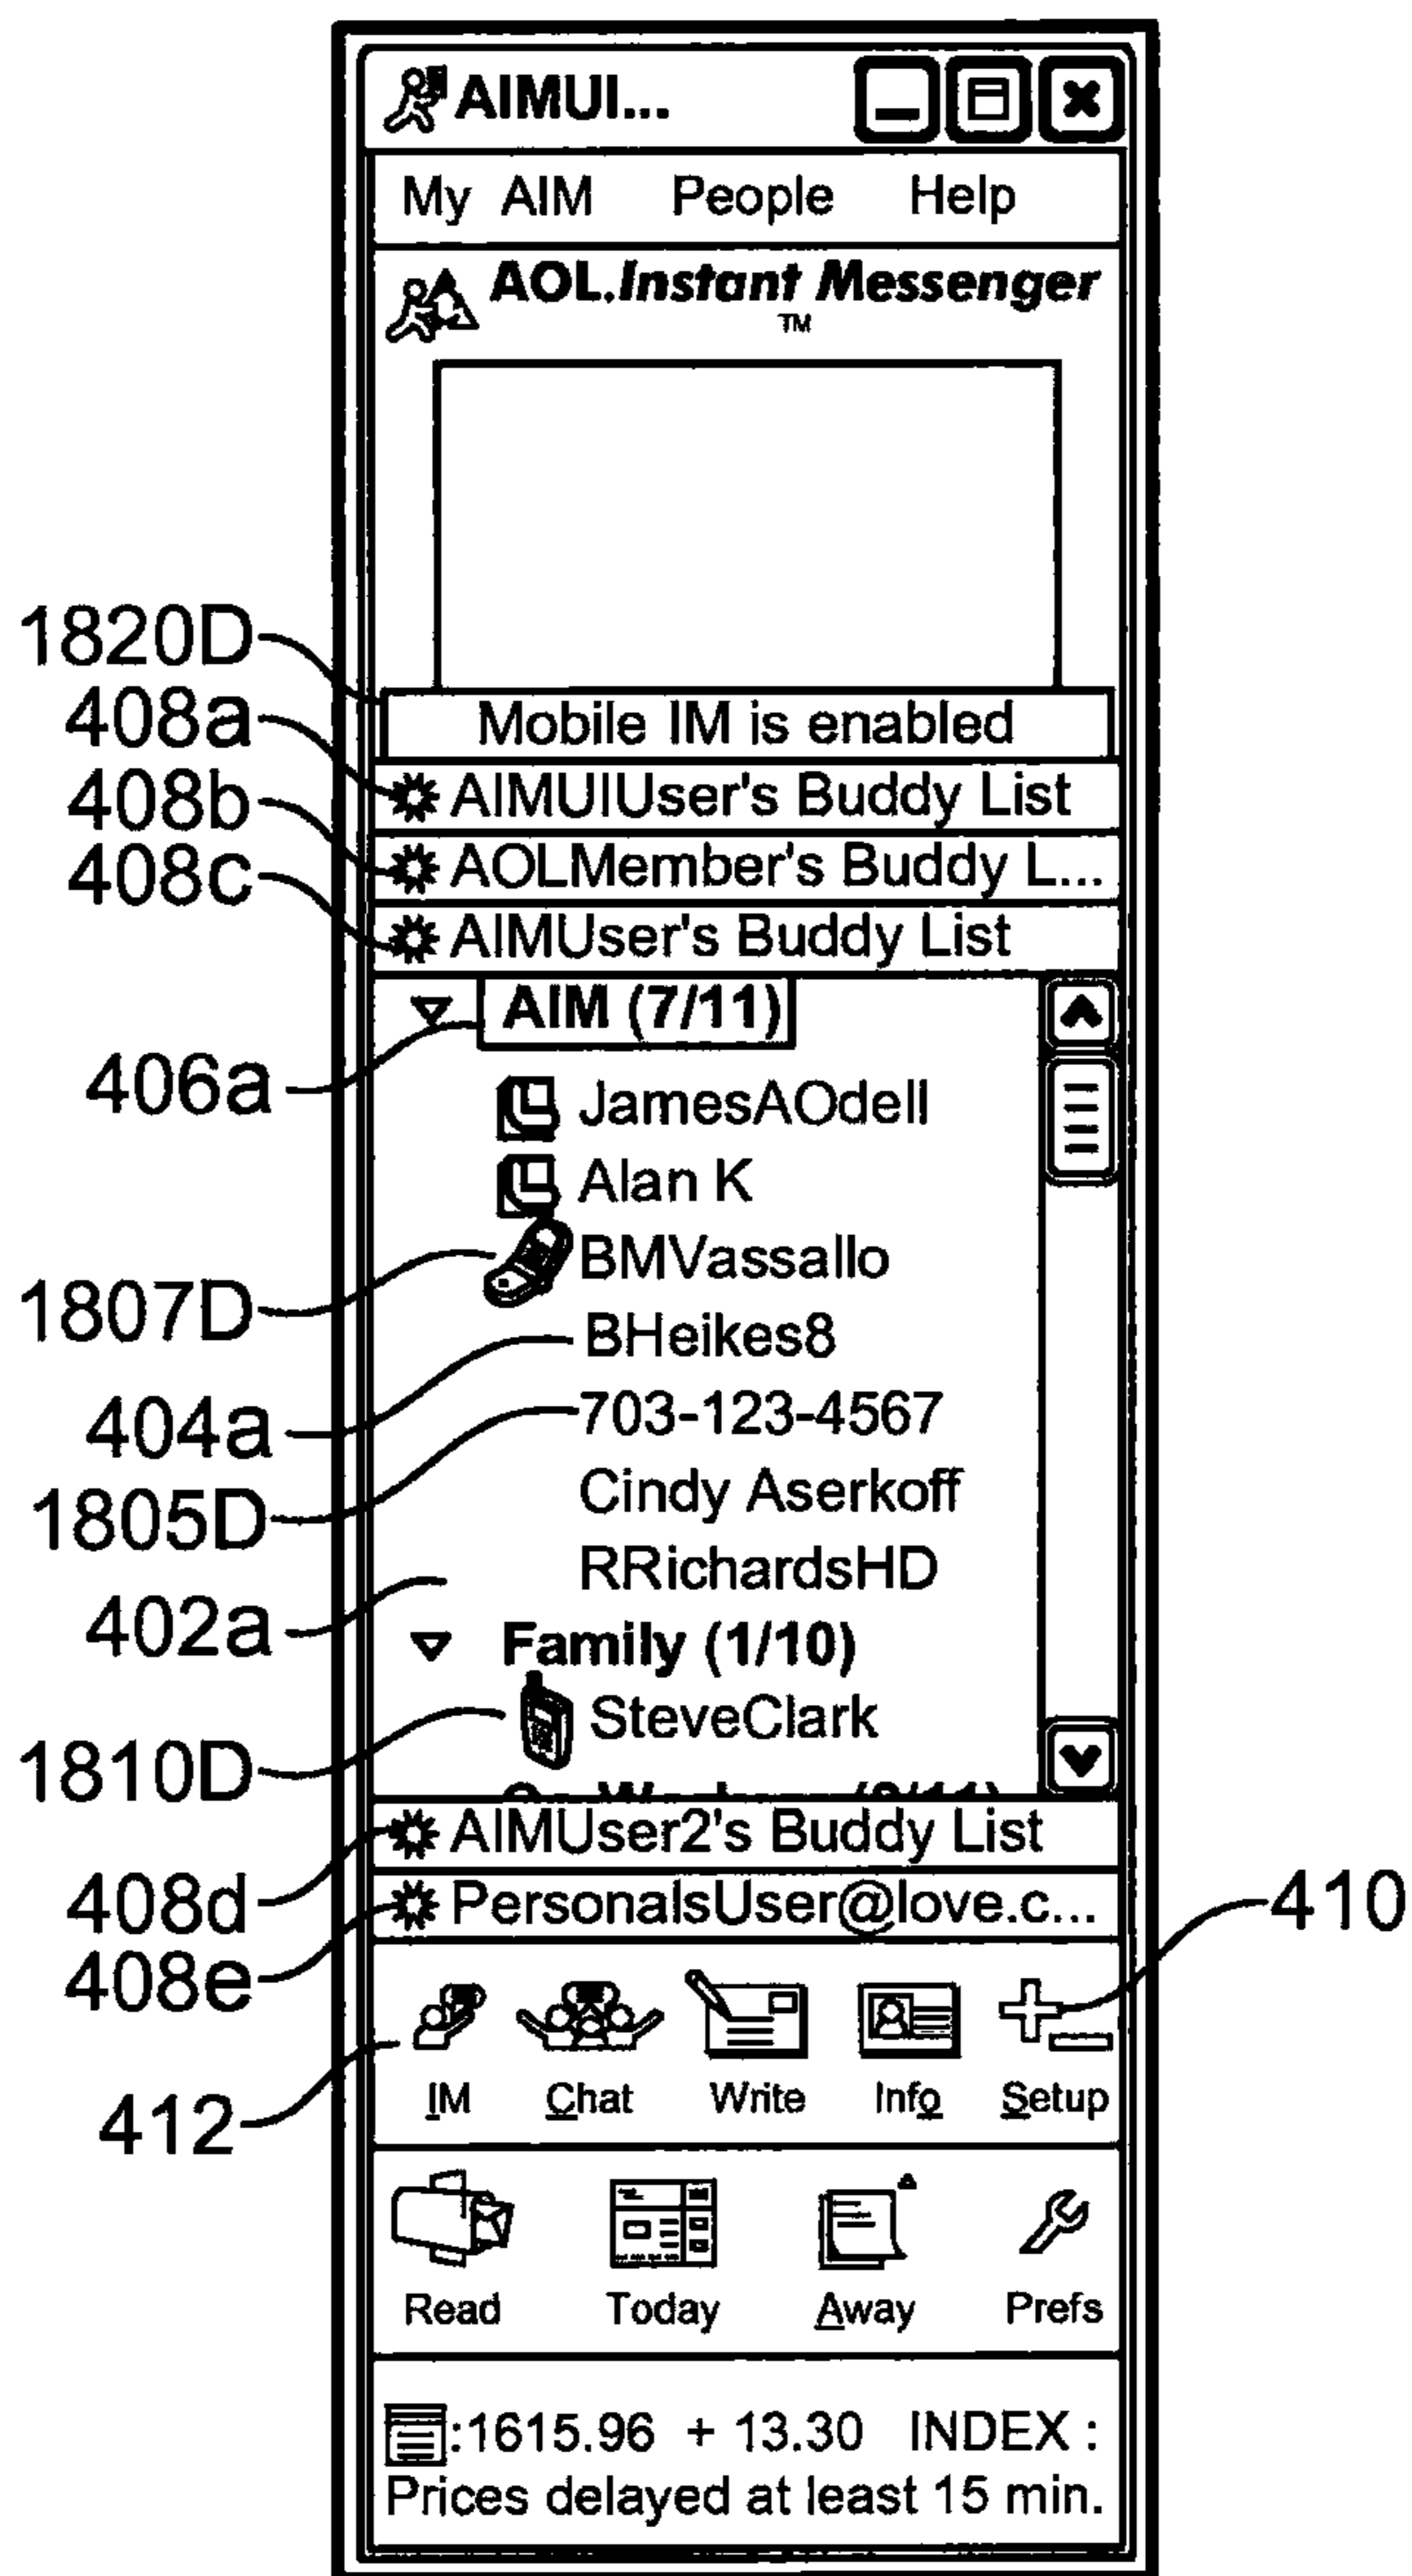 AIMUI...
My AIM People Help
AOL.Instant Messenger
TM
1820D
Mobile IM is enabled
408a
AIMUIUser's Buddy List
408b
AOLMember's Buddy L...
408c
AIMUser's Buddy List
AIM (7/11)
406a
JamesAOdell
Alan K
BMVassallo
1807D
BHeikes8
404a
703-123-4567
1805D
Cindy Aserkoff
RRichardsHD
402a
Family (1/10)
SteveClark
1810D
AIMUser2's Buddy List
408d
PersonalsUser@love.c...
410
408e
IM Chat Write Info Setup
412
Read Today Away Prefs
:1615.96 + 13.30 INDEX :
Prices delayed at least 15 min.